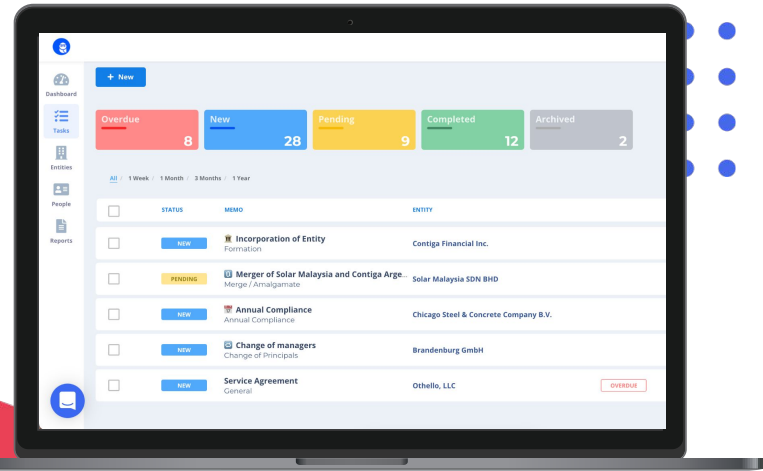 + New
Dashboard
Tasks
Entities
People
Reports
Overdue
8
New
28
Pending
9
Completed
12
Archived
2
All / 1 Week / 1 Month / 3 Months / 1 Year
STATUS MEMO ENTITY
NEW Incorporation of Entity Contiga Financial Inc.
Formation
PENDING Merger of Solar Malaysia and Contiga Arge... Solar Malaysia SDN BHD
Merge / Amalgamate
NEW Annual Compliance Chicago Steel & Concrete Company B.V.
Annual Compliance
NEW Change of managers Brandenburg GmbH
Change of Principals
NEW Service Agreement Othello, LLC OVERDUE
General